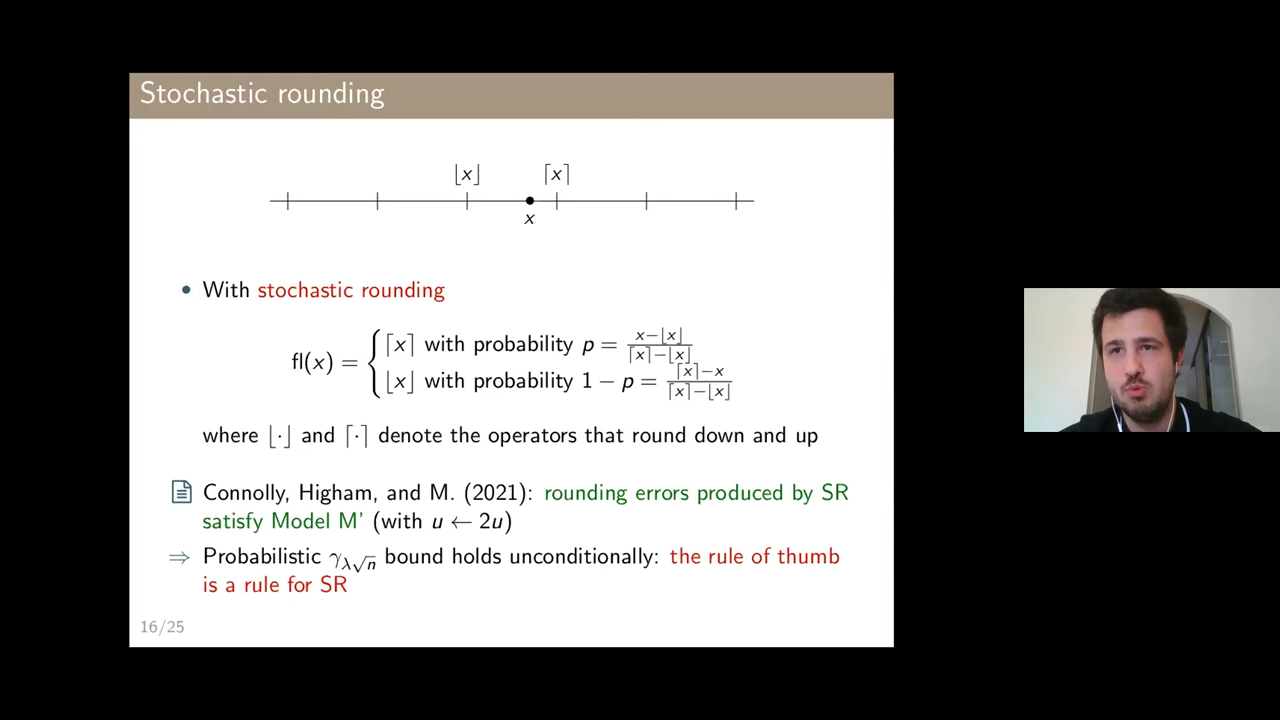 Stochastic rounding
⌊x⌋ ⌈x⌉
x
• With stochastic rounding
fl(x) = { ⌈x⌉ with probability p = (x−⌊x⌋)/(⌈x⌉−⌊x⌋)
⌊x⌋ with probability 1 − p = (⌈x⌉−x)/(⌈x⌉−⌊x⌋)
where ⌊·⌋ and ⌈·⌉ denote the operators that round down and up
Connolly, Higham, and M. (2021): rounding errors produced by SR
satisfy Model M' (with u ← 2u)
⇒ Probabilistic γ_{λ√n} bound holds unconditionally: the rule of thumb
is a rule for SR
16/25